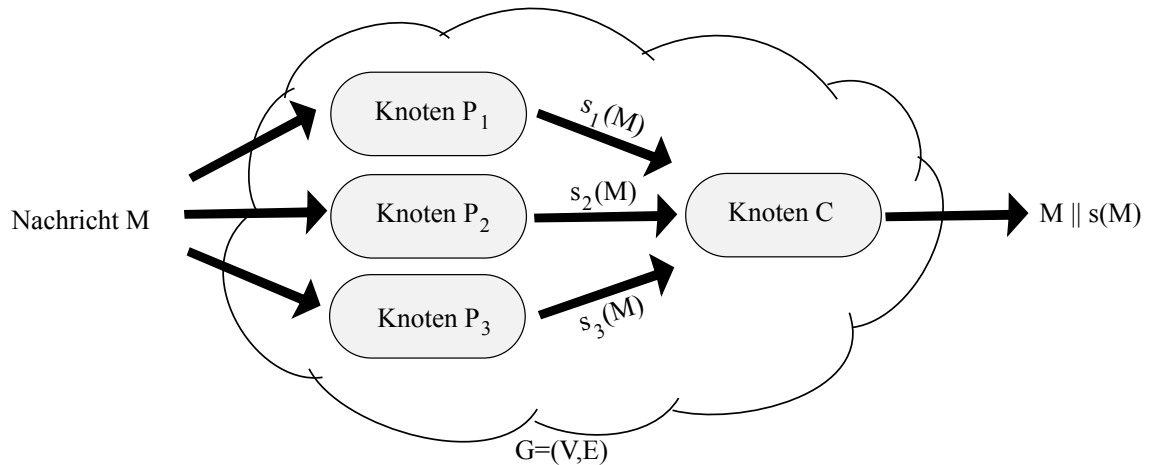 Knoten P1
s1(M)
Nachricht M
Knoten P2
s2(M)
Knoten C
M || s(M)
Knoten P3
s3(M)
G=(V,E)